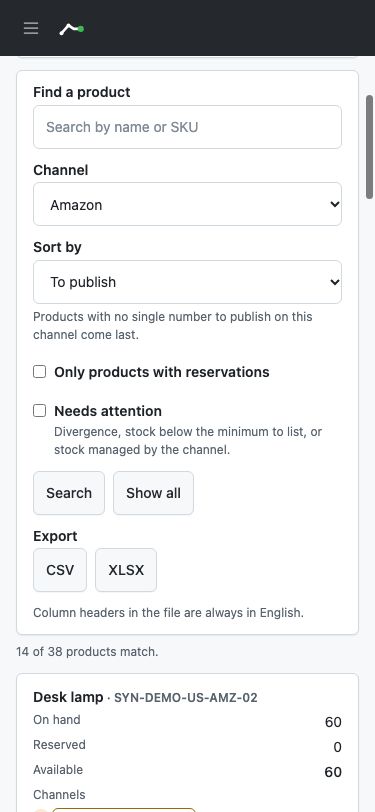 Find a product
Search by name or SKU
Channel
Amazon
Sort by
To publish
Products with no single number to publish on this
channel come last.
Only products with reservations
Needs attention
Divergence, stock below the minimum to list, or
stock managed by the channel.
Search Show all
Export
CSV XLSX
Column headers in the file are always in English.
14 of 38 products match.
Desk lamp · SYN-DEMO-US-AMZ-02
On hand 60
Reserved 0
Available 60
Channels